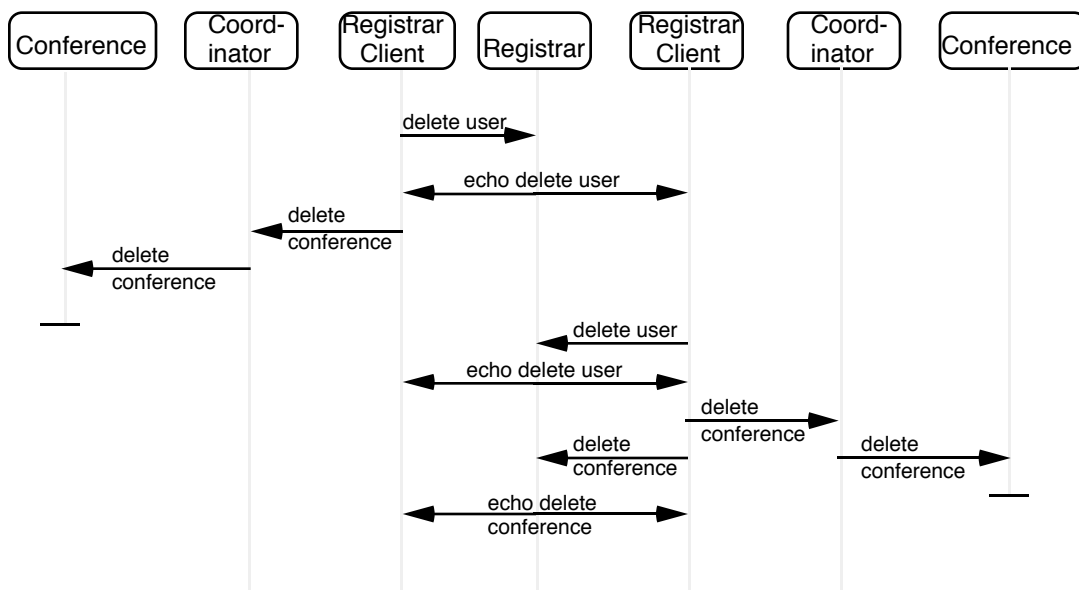 Conference
Coord-
inator
Registrar
Client
Registrar
Registrar
Client
Coord-
inator
Conference
delete user
echo delete user
delete
conference
delete
conference
delete user
echo delete user
delete
conference
delete
conference
delete
conference
echo delete
conference